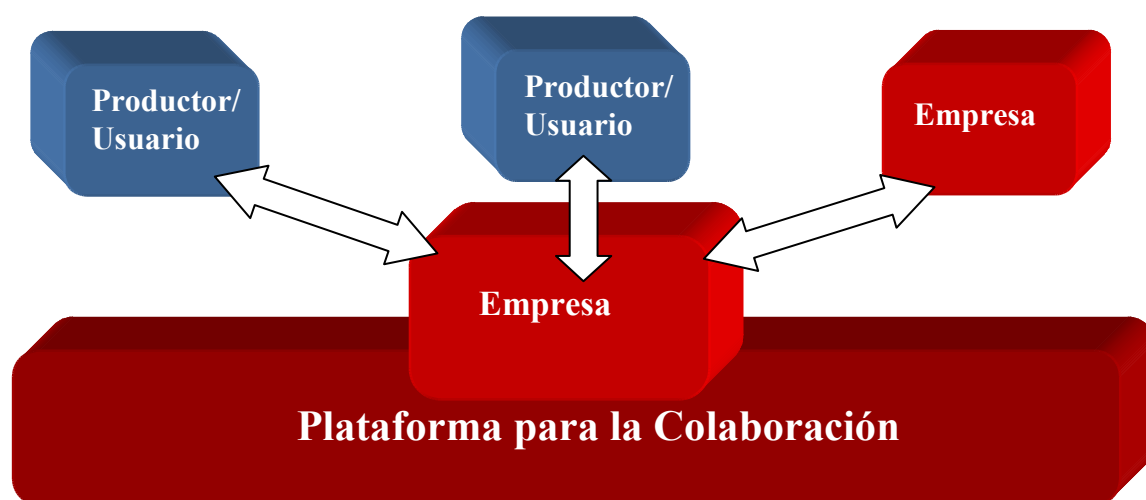 Productor/
Usuario
Productor/
Usuario
Empresa
Empresa
Plataforma para la Colaboración